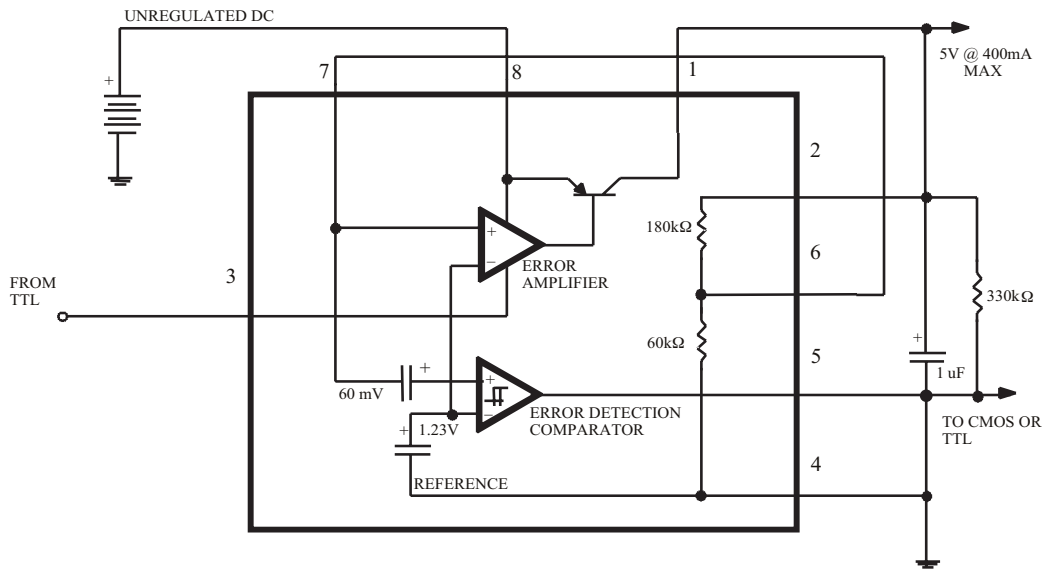 UNREGULATED DC
+
7
8
1
5V @ 400mA
MAX
2
180kΩ
+
−
6
3
ERROR
AMPLIFIER
FROM
TTL
330kΩ
60kΩ
5
+
+
+
1 uF
60 mV
−
ERROR DETECTION
COMPARATOR
+ 1.23V
TO CMOS OR
TTL
4
REFERENCE